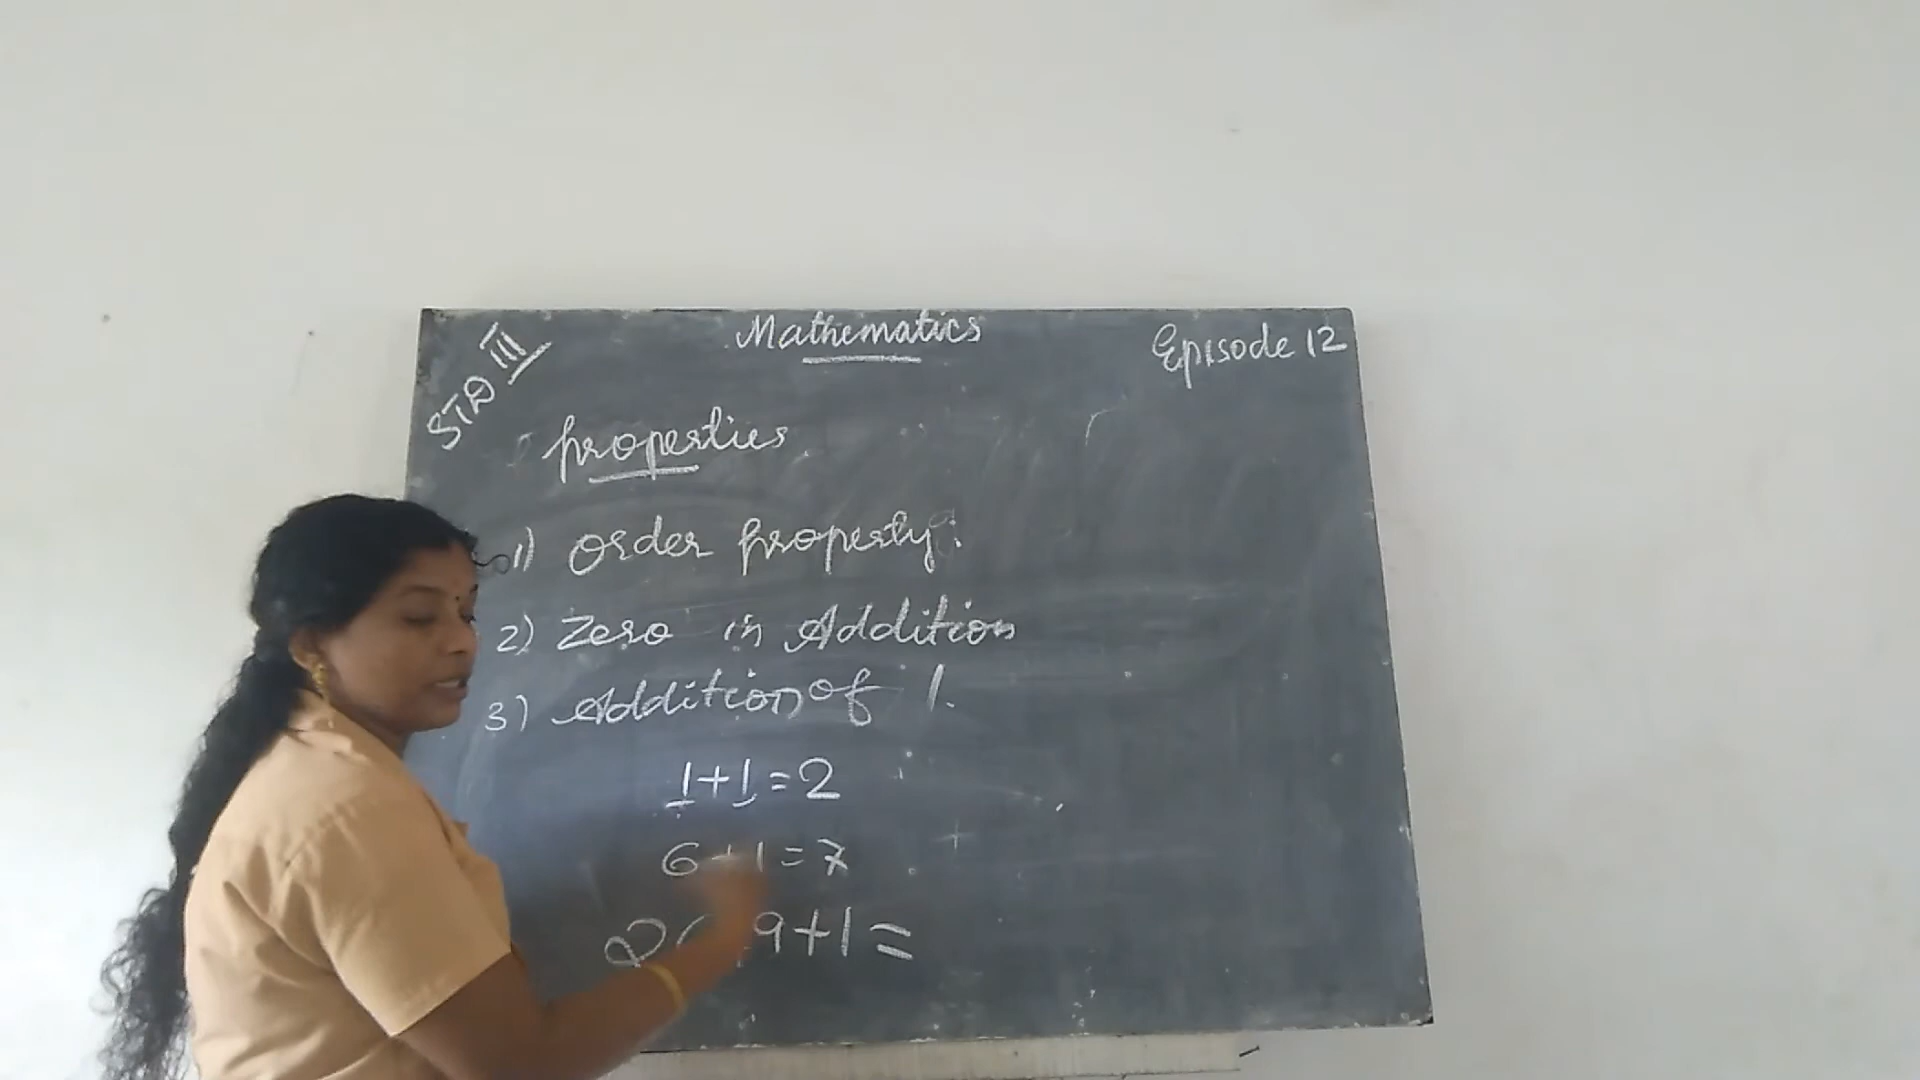 STD III
Mathematics
Episode 12
properties
1) Order property:
2) Zero in Addition
3) Addition of 1.
1+1=2
6+1=7
9+1=